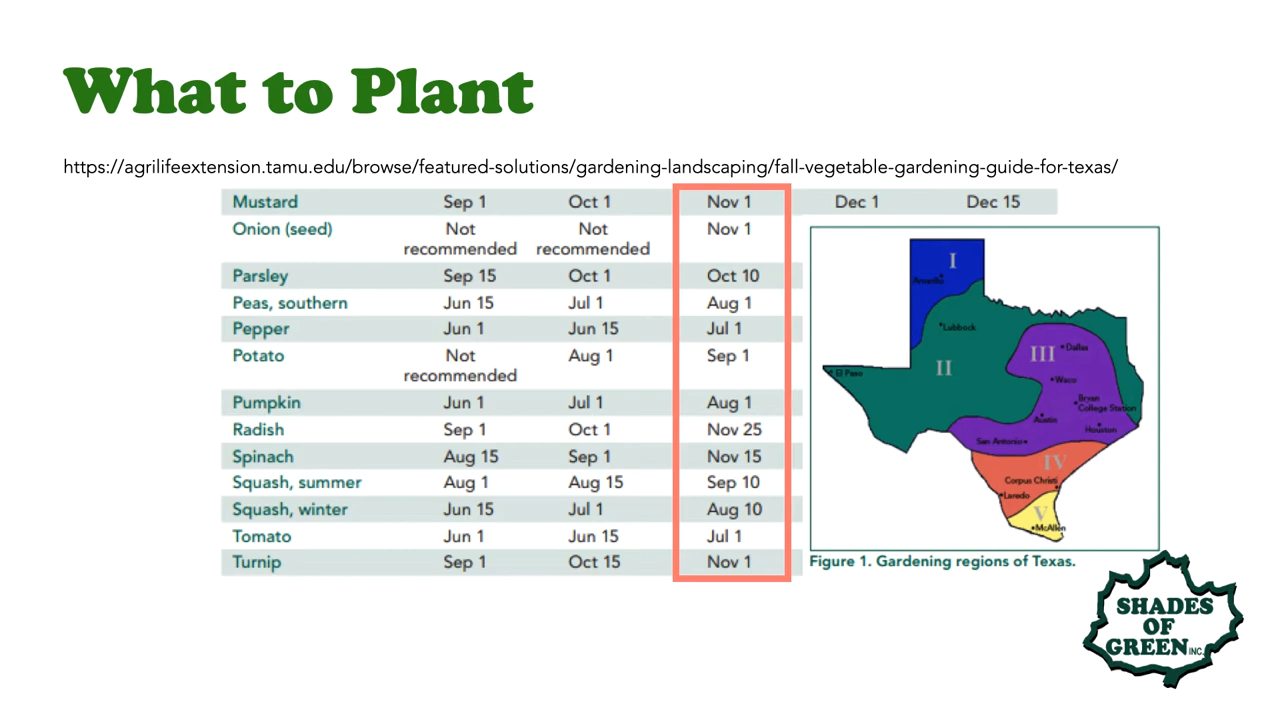 What to Plant
https://agrilifeextension.tamu.edu/browse/featured-solutions/gardening-landscaping/fall-vegetable-gardening-guide-for-texas/
Mustard Sep 1 Oct 1 Nov 1 Dec 1 Dec 15
Onion (seed) Not recommended Not recommended Nov 1
Parsley Sep 15 Oct 1 Oct 10
Peas, southern Jun 15 Jul 1 Aug 1
Pepper Jun 1 Jun 15 Jul 1
Potato Not recommended Aug 1 Sep 1
Pumpkin Jun 1 Jul 1 Aug 1
Radish Sep 1 Oct 1 Nov 25
Spinach Aug 15 Sep 1 Nov 15
Squash, summer Aug 1 Aug 15 Sep 10
Squash, winter Jun 15 Jul 1 Aug 10
Tomato Jun 1 Jun 15 Jul 1
Turnip Sep 1 Oct 15 Nov 1
I
Amarillo
Lubbock
II
El Paso
III
Dallas
Waco
Bryan
College Station
Austin
Houston
San Antonio
IV
Corpus Christi
Laredo
V
McAllen
Figure 1. Gardening regions of Texas.
SHADES
OF
GREEN INC.